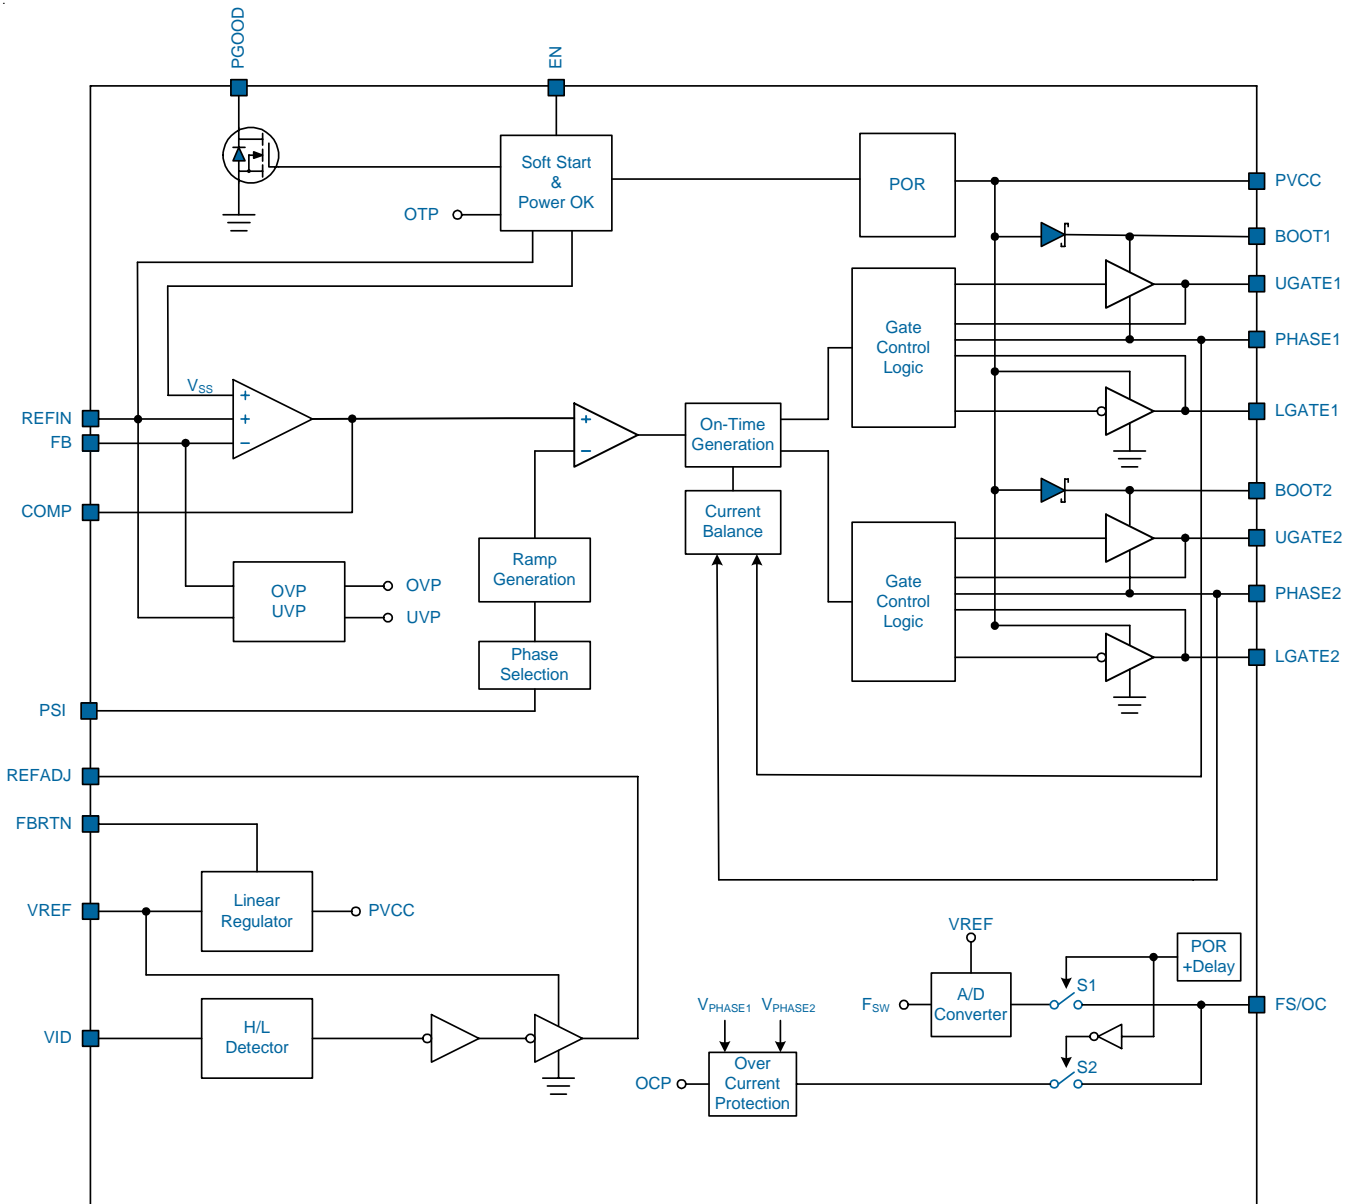 PGOOD
EN
Soft Start
&
Power OK
POR
PVCC
OTP
BOOT1
UGATE1
Gate
Control
Logic
PHASE1
VSS
+
REFIN
+
+
On-Time
Generation
LGATE1
FB
−
−
BOOT2
COMP
Current
Balance
UGATE2
Ramp
Generation
OVP
UVP
OVP
UVP
Gate
Control
Logic
PHASE2
Phase
Selection
LGATE2
PSI
REFADJ
FBRTN
Linear
Regulator
VREF
PVCC
VREF
POR
+Delay
A/D
Converter
S1
FSW
FS/OC
VPHASE1
VPHASE2
H/L
Detector
VID
Over
Current
Protection
S2
OCP